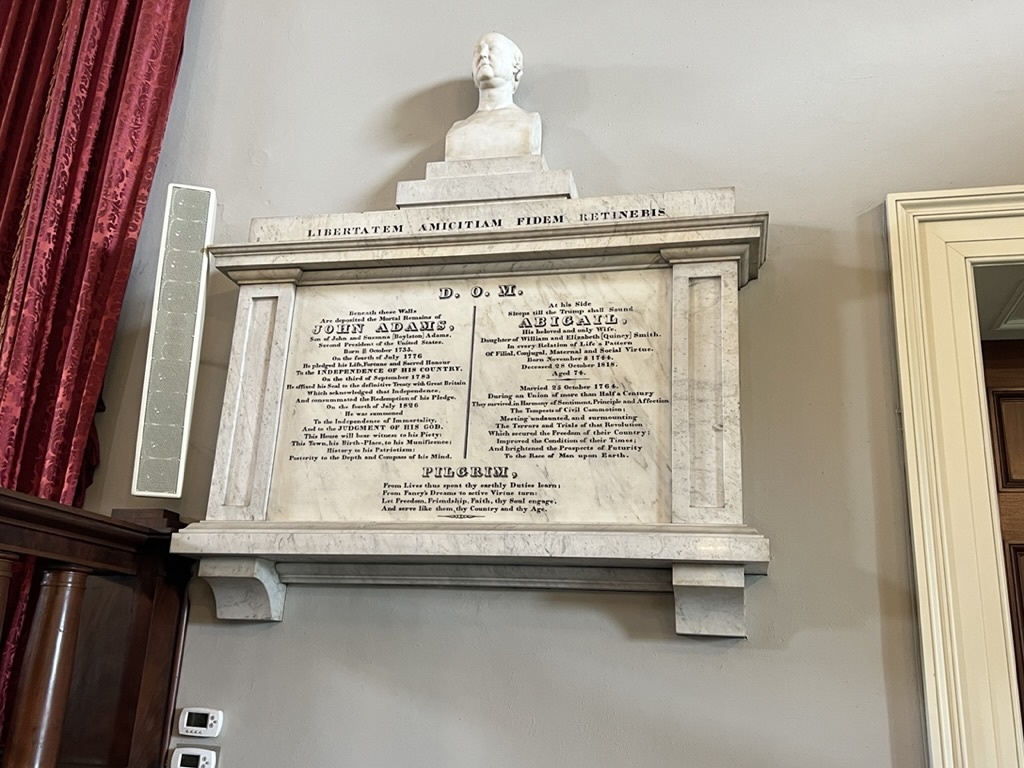 LIBERTATEM AMICITIAM FIDEM RETINEBIS
D. O. M.
Beneath these Walls
Are deposited the Mortal Remains of
JOHN ADAMS,
Son of John and Susanna [Boylston] Adams,
Second President of the United States.
Born 30 October 1735.
On the fourth of July 1776
He pledged his Life, Fortune and Sacred Honour
To the INDEPENDENCE OF HIS COUNTRY.
On the third of September 1783
He affixed his Seal to the definitive Treaty with Great Britain
Which acknowledged that Independence,
And consummated the Redemption of his Pledge.
On the fourth of July 1826
He was summoned
To the Independence of Immortality,
And to the JUDGMENT OF HIS GOD.
This House will bear witness to his Piety;
This Town, his Birth-Place, to his Munificence;
History to his Patriotism;
Posterity to the Depth and Compass of his Mind.
At his Side
Sleeps till the Trump shall Sound
ABIGAIL,
His beloved and only Wife,
Daughter of William and Elizabeth [Quincy] Smith.
In every Relation of Life a Pattern
Of Filial, Conjugal, Maternal and Social Virtue.
Born November 8 1744,
Deceased 28 October 1818,
Aged 74.
Married 25 October 1764.
During an Union of more than Half a Century
They survived, in Harmony of Sentiment, Principle and Affection
The Tempests of Civil Commotion;
Meeting undaunted, and surmounting
The Terrors and Trials of that Revolution
Which secured the Freedom of their Country;
Improved the Condition of their Times;
And brightened the Prospects of Futurity
To the Race of Man upon Earth.
PILGRIM,
From Lives thus spent thy earthly Duties learn;
From Fancy's Dreams to active Virtue turn:
Let Freedom, Friendship, Faith, thy Soul engage,
And serve like them, thy Country and thy Age.